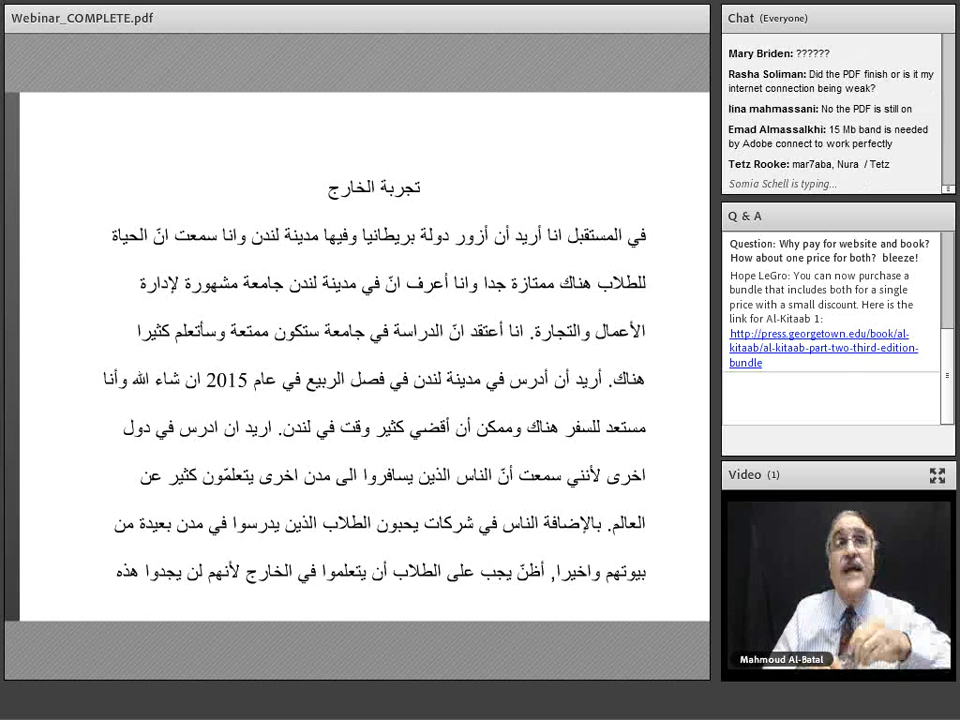 Webinar_COMPLETE.pdf
تجربة الخارج
في المستقبل انا أريد أن أزور دولة بريطانيا وفيها مدينة لندن وانا سمعت انّ الحياة
للطلاب هناك ممتازة جدا وانا أعرف انّ في مدينة لندن جامعة مشهورة لإدارة
الأعمال والتجارة. انا أعتقد انّ الدراسة في جامعة ستكون ممتعة وسأتعلم كثيرا
هناك. أريد أن أدرس في مدينة لندن في فصل الربيع في عام 2015 ان شاء الله وأنا
مستعد للسفر هناك وممكن أن أقضي كثير وقت في لندن. اريد ان ادرس في دول
اخرى لأنني سمعت أنّ الناس الذين يسافروا الى مدن اخرى يتعلمّون كثير عن
العالم. بالإضافة الناس في شركات يحبون الطلاب الذين يدرسوا في مدن بعيدة من
بيوتهم واخيرا, أظنّ يجب على الطلاب أن يتعلموا في الخارج لأنهم لن يجدوا هذه
Chat (Everyone)
Mary Briden: ??????
Rasha Soliman: Did the PDF finish or is it my
internet connection being weak?
lina mahmassani: No the PDF is still on
Emad Almassalkhi: 15 Mb band is needed
by Adobe connect to work perfectly
Tetz Rooke: mar7aba, Nura / Tetz
Somia Schell is typing...
Q & A
Question: Why pay for website and book?
How about one price for both? bleeze!
Hope LeGro: You can now purchase a
bundle that includes both for a single
price with a small discount. Here is the
link for Al-Kitaab 1:
http://press.georgetown.edu/book/al-
kitaab/al-kitaab-part-two-third-edition-
bundle
Video (1)
Mahmoud Al-Batal